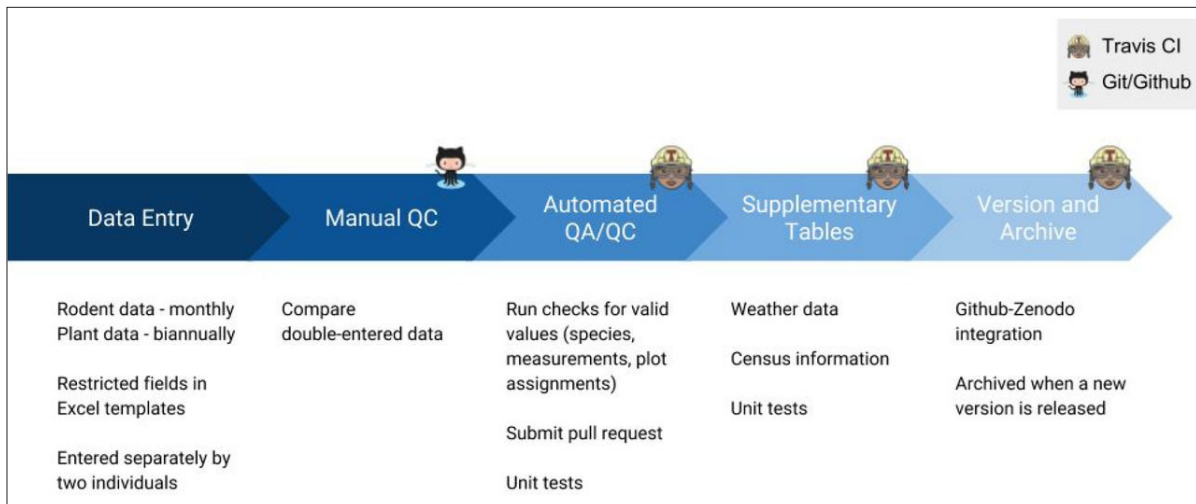 Travis CI
Git/Github
Data Entry
Manual QC
Automated
QA/QC
Supplementary
Tables
Version and
Archive
Rodent data - monthly
Plant data - biannually
Restricted fields in
Excel templates
Entered separately by
two individuals
Compare
double-entered data
Run checks for valid
values (species,
measurements, plot
assignments)
Submit pull request
Unit tests
Weather data
Census information
Unit tests
Github-Zenodo
integration
Archived when a new
version is released